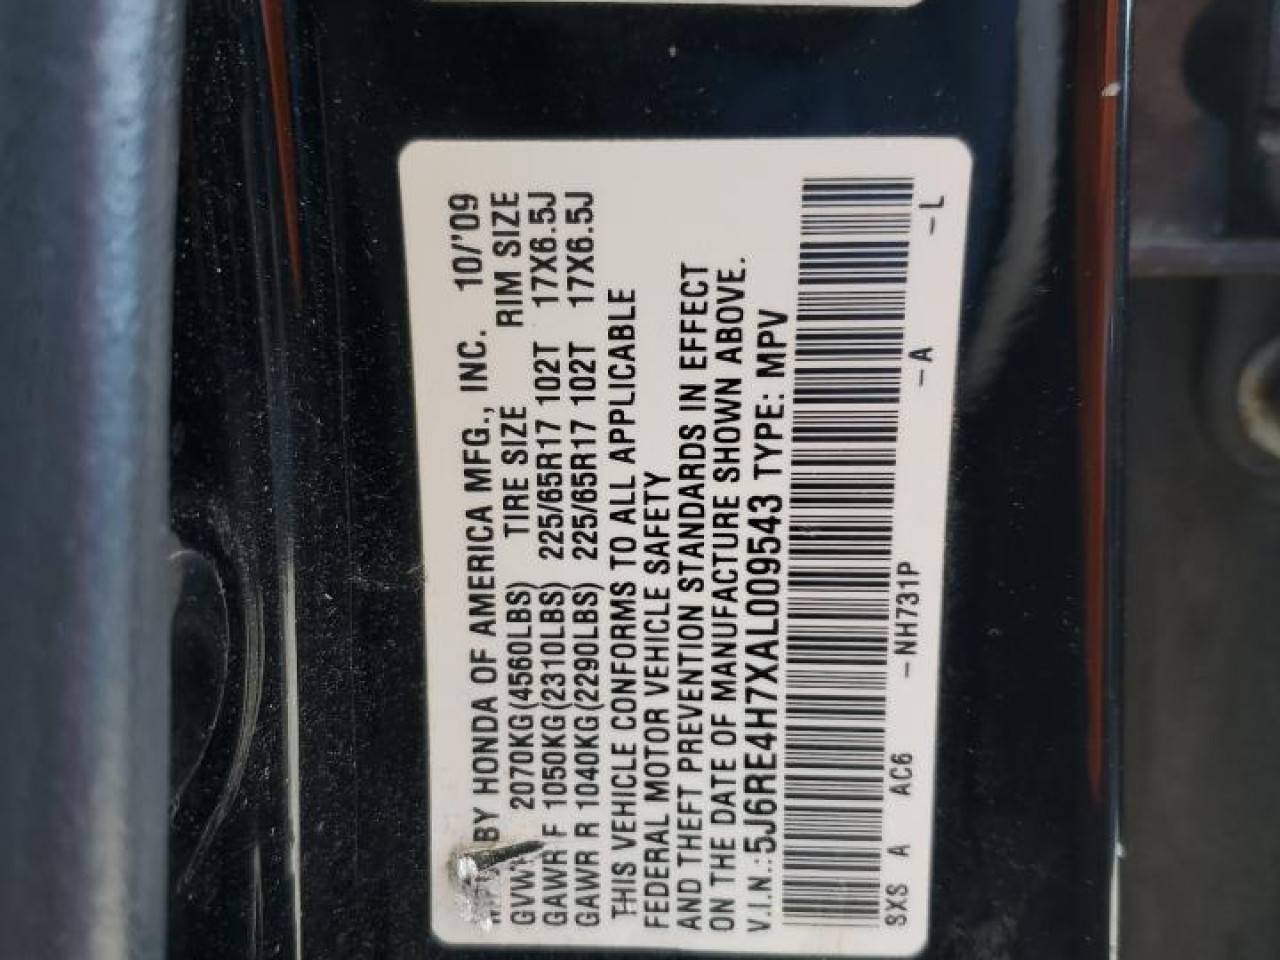 BY HONDA OF AMERICA MFG., INC. 10/'09
GVWR 2070KG(4560LBS) TIRE SIZE RIM SIZE
GAWR F 1050KG(2310LBS) 225/65R17 102T 17X6.5J
GAWR R 1040KG(2290LBS) 225/65R17 102T 17X6.5J
THIS VEHICLE CONFORMS TO ALL APPLICABLE
FEDERAL MOTOR VEHICLE SAFETY
AND THEFT PREVENTION STANDARDS IN EFFECT
ON THE DATE OF MANUFACTURE SHOWN ABOVE.
V.I.N.:5J6RE4H7XAL009543 TYPE: MPV
SXS A AC6 -NH731P -A -L